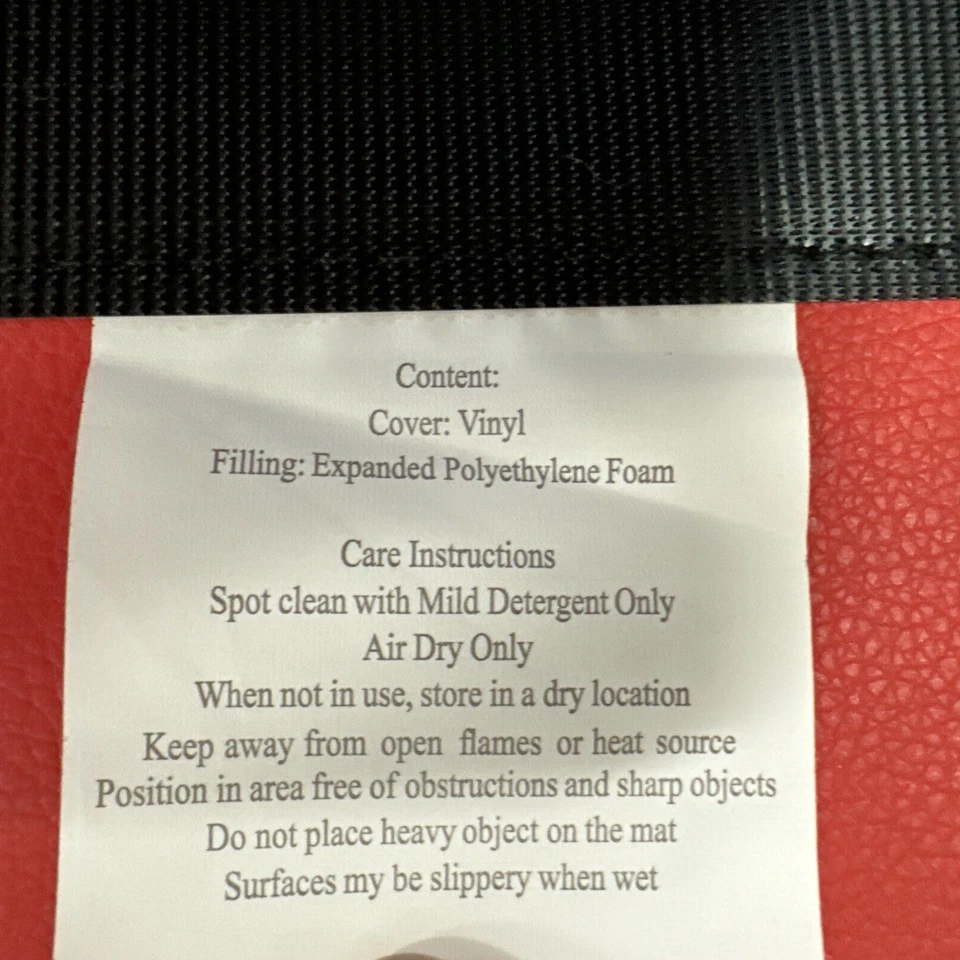 Content:
Cover: Vinyl
Filling: Expanded Polyethylene Foam
Care Instructions
Spot clean with Mild Detergent Only
Air Dry Only
When not in use, store in a dry location
Keep away from open flames or heat source
Position in area free of obstructions and sharp objects
Do not place heavy object on the mat
Surfaces my be slippery when wet